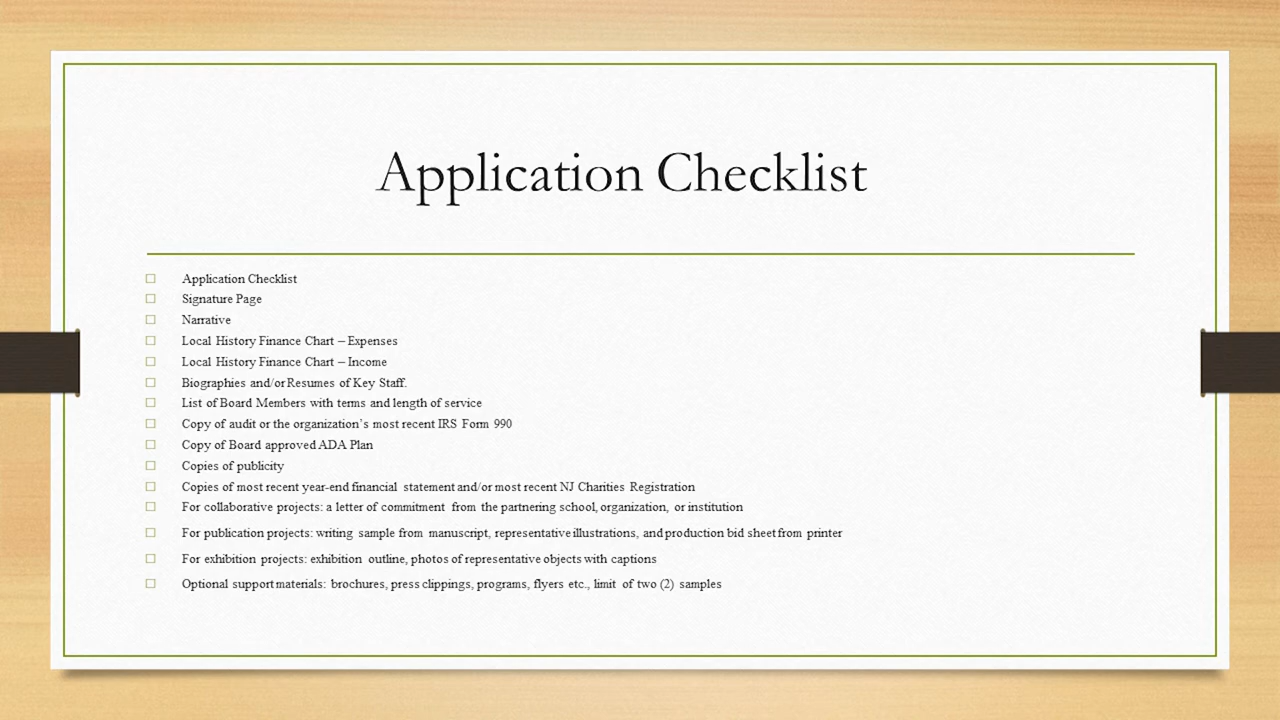 Application Checklist
Application Checklist
Signature Page
Narrative
Local History Finance Chart – Expenses
Local History Finance Chart – Income
Biographies and/or Resumes of Key Staff.
List of Board Members with terms and length of service
Copy of audit or the organization’s most recent IRS Form 990
Copy of Board approved ADA Plan
Copies of publicity
Copies of most recent year-end financial statement and/or most recent NJ Charities Registration
For collaborative projects: a letter of commitment from the partnering school, organization, or institution
For publication projects: writing sample from manuscript, representative illustrations, and production bid sheet from printer
For exhibition projects: exhibition outline, photos of representative objects with captions
Optional support materials: brochures, press clippings, programs, flyers etc., limit of two (2) samples